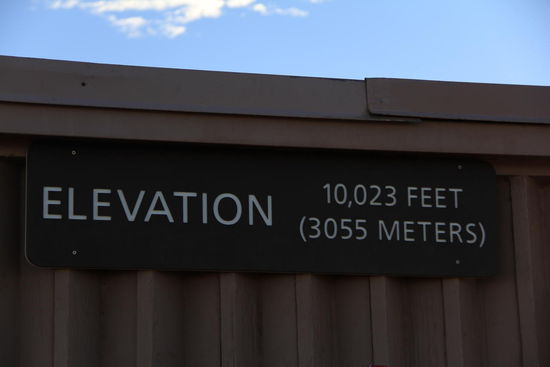 ELEVATION
10,023 FEET
(3055 METERS)